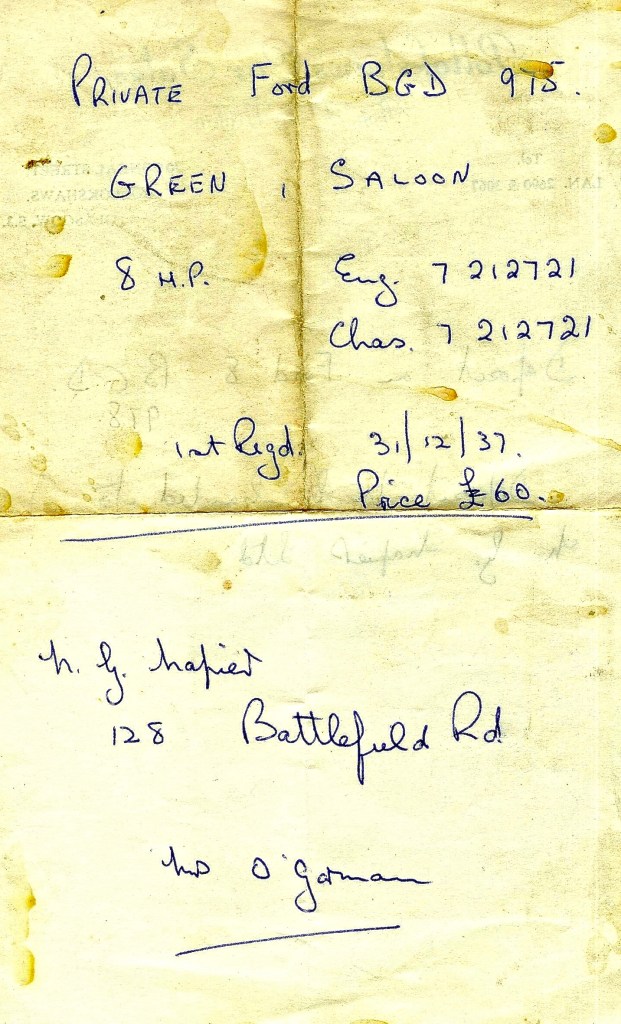 PRIVATE Ford BGD 975.
GREEN, SALOON
8 H.P. Eng. 7 212721
Chas. 7 212721
1st Regd. 31/12/37.
Price £60.
N. G. Napier
128 Battlefield Rd
Mrs O'Gorman